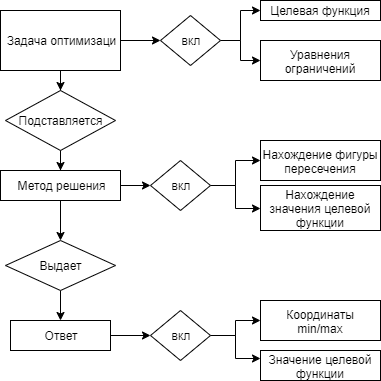 Целевая функция
Задача оптимизаци
вкл
Уравнения
ограничений
Подставляется
Нахождение фигуры
пересечения
Метод решения
вкл
Нахождение
значения целевой
функции
Выдает
Координаты
min/max
Ответ
вкл
Значение целевой
функции